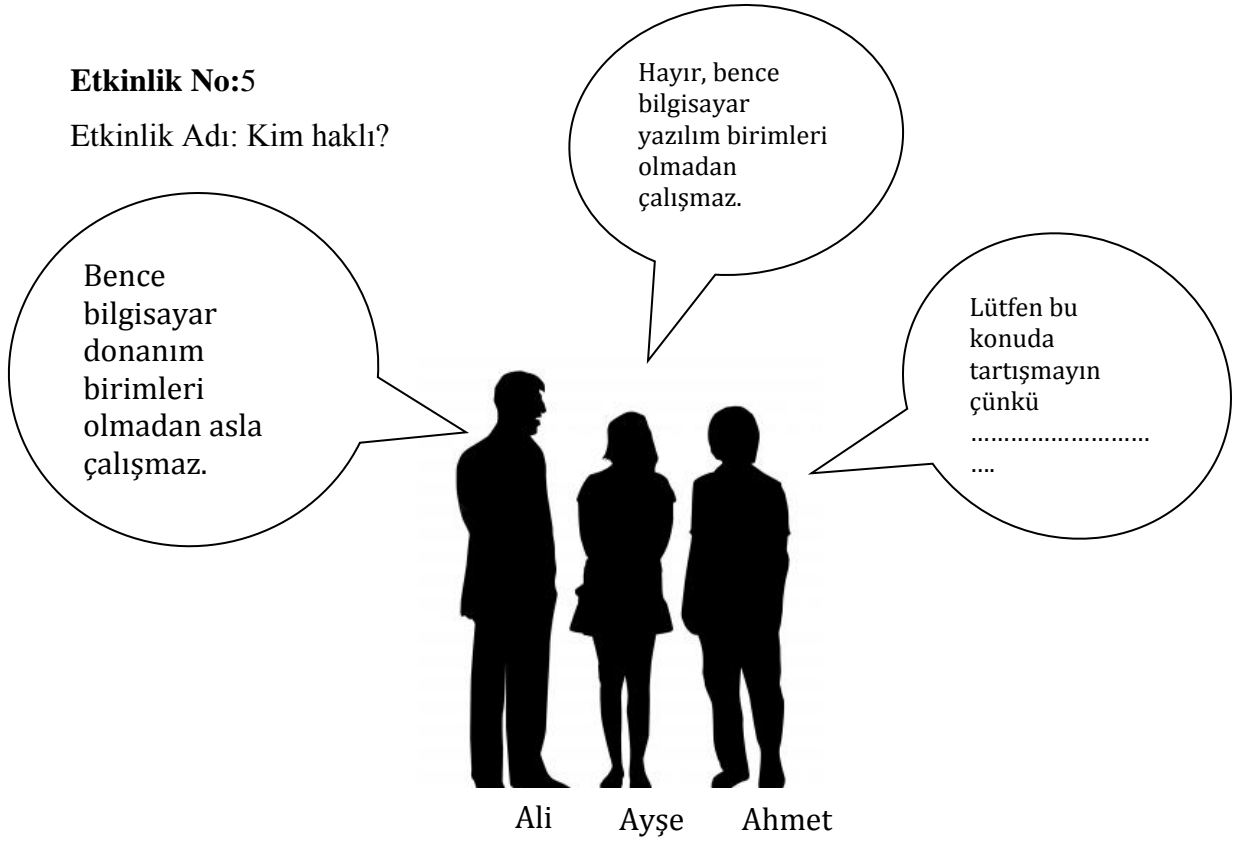 Etkinlik No:5
Etkinlik Adı: Kim haklı?
Hayır, bence
bilgisayar
yazılım birimleri
olmadan
çalışmaz.
Bence
bilgisayar
donanım
birimleri
olmadan asla
çalışmaz.
Lütfen bu
konuda
tartışmayın
çünkü
………………………
….
Ali Ayşe Ahmet